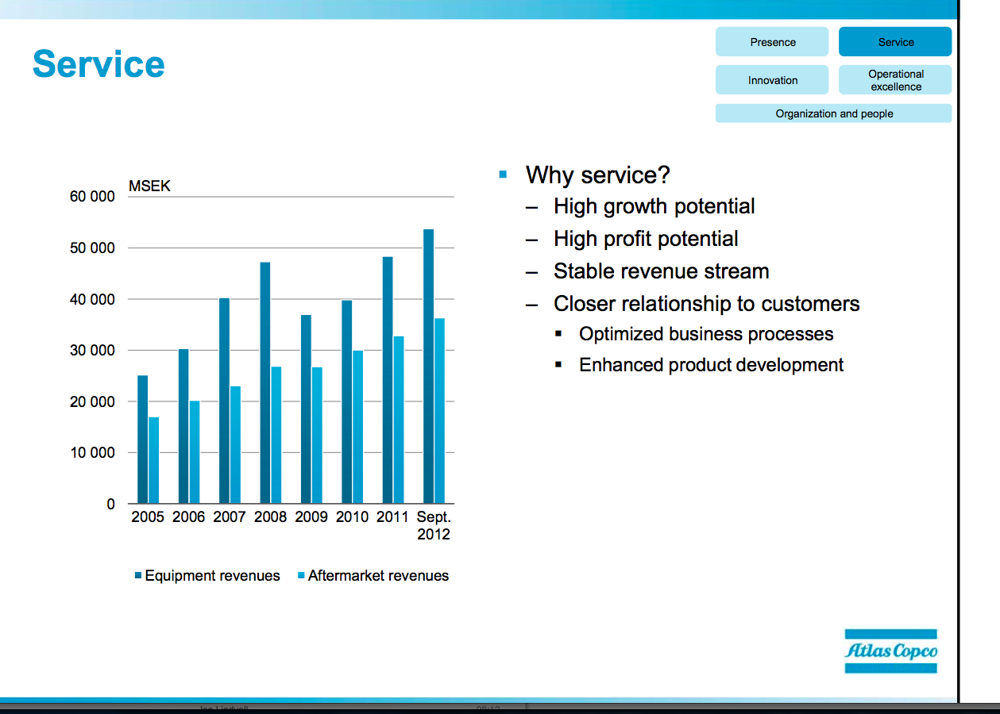 Service
Presence
Service
Innovation
Operational
excellence
Organization and people
MSEK
60 000
50 000
40 000
30 000
20 000
10 000
0
2005 2006 2007 2008 2009 2010 2011 Sept.
2012
Equipment revenues Aftermarket revenues
Why service?
– High growth potential
– High profit potential
– Stable revenue stream
– Closer relationship to customers
Optimized business processes
Enhanced product development
Atlas Copco